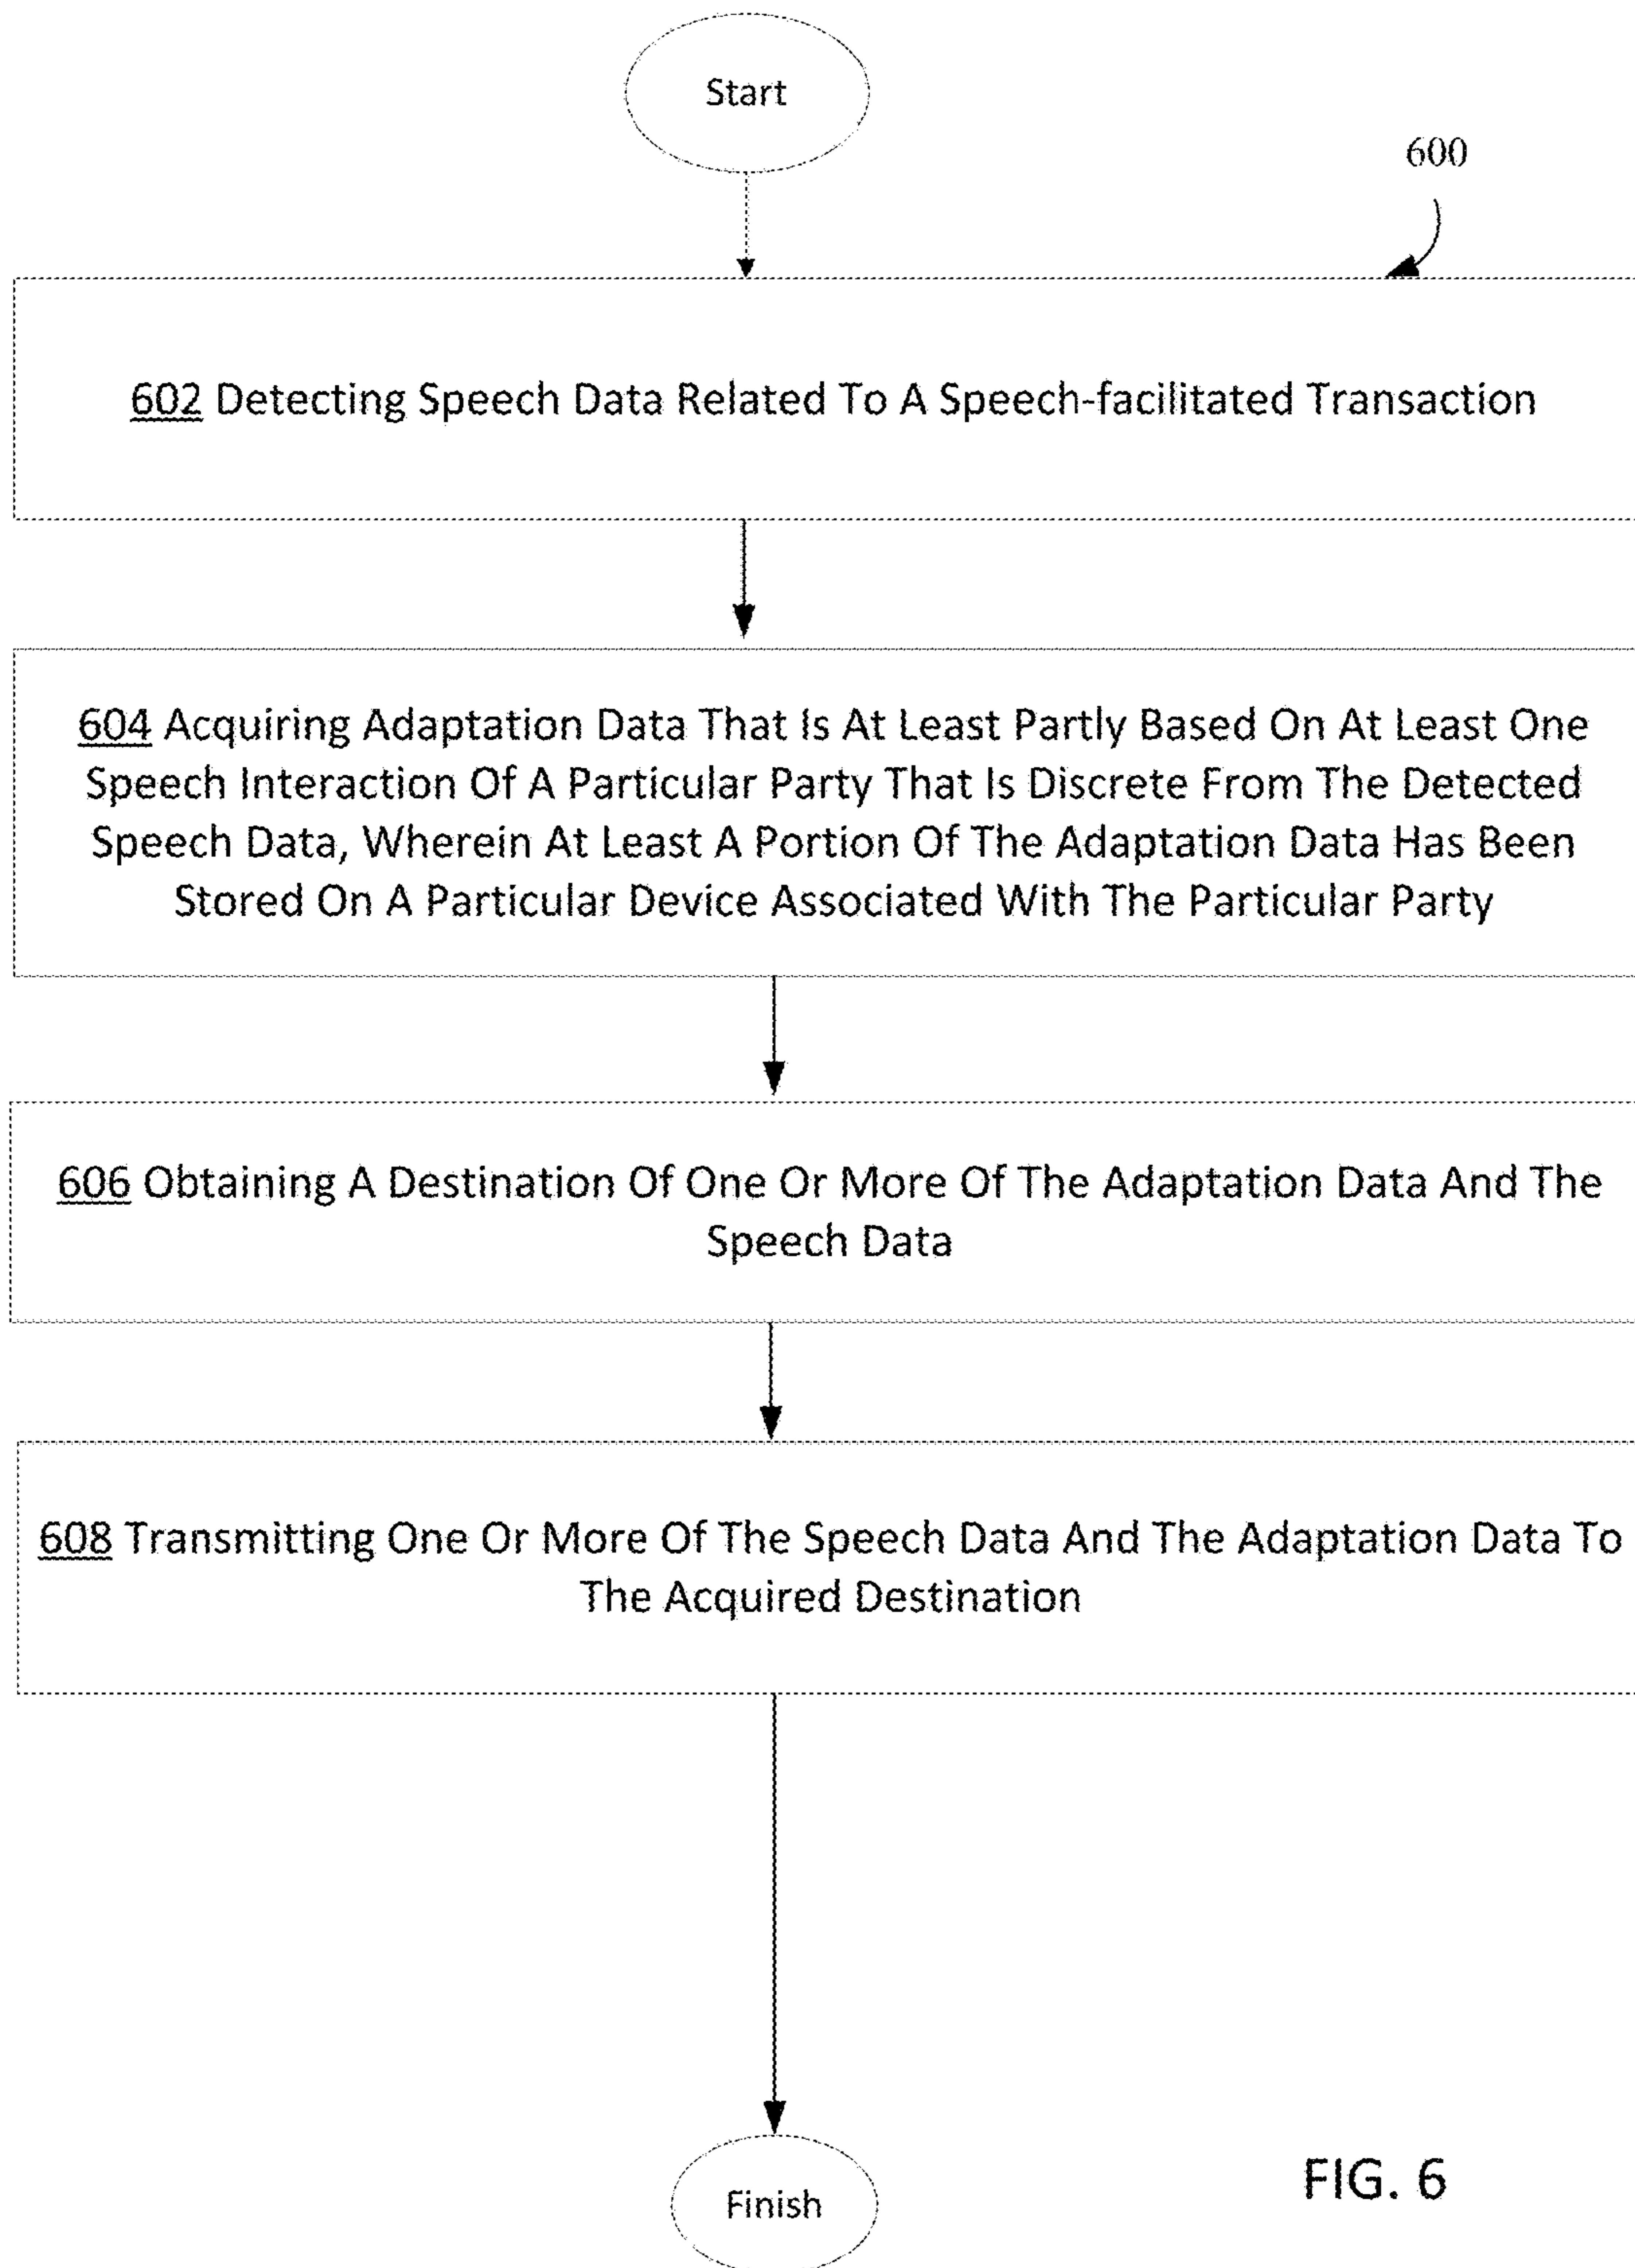 Start
600
602 Detecting Speech Data Related To A Speech-facilitated Transaction
604 Acquiring Adaptation Data That Is At Least Partly Based On At Least One
Speech Interaction Of A Particular Party That Is Discrete From The Detected
Speech Data, Wherein At Least A Portion Of The Adaptation Data Has Been
Stored On A Particular Device Associated With The Particular Party
606 Obtaining A Destination Of One Or More Of The Adaptation Data And The
Speech Data
608 Transmitting One Or More Of The Speech Data And The Adaptation Data To
The Acquired Destination
Finish
FIG. 6